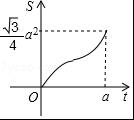 S
√3/4 a²
O a t